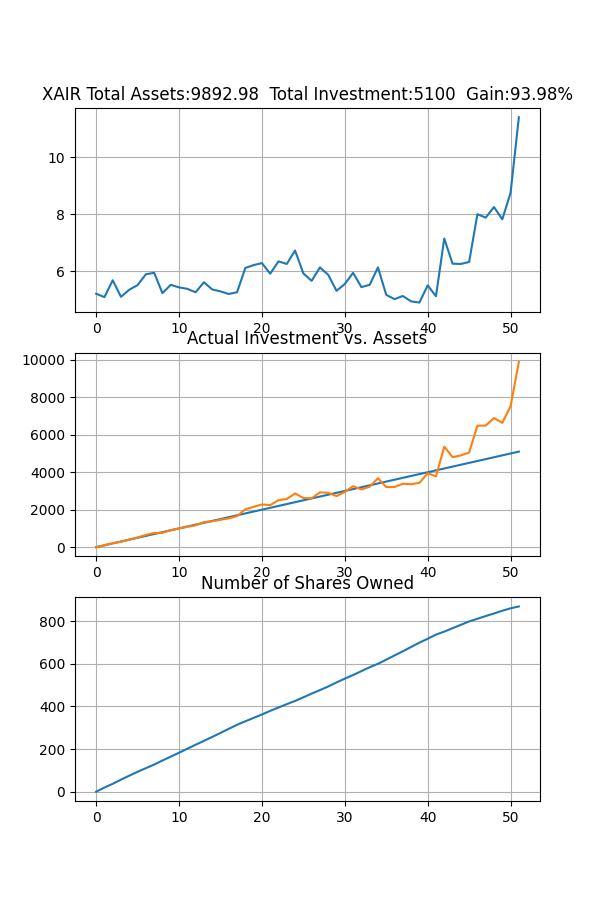 XAIR Total Assets:9892.98  Total Investment:5100  Gain:93.98%
10
8
6
0 10 20 30 40 50
Actual Investment vs. Assets
10000
8000
6000
4000
2000
0
0 10 20 30 40 50
Number of Shares Owned
800
600
400
200
0
0 10 20 30 40 50